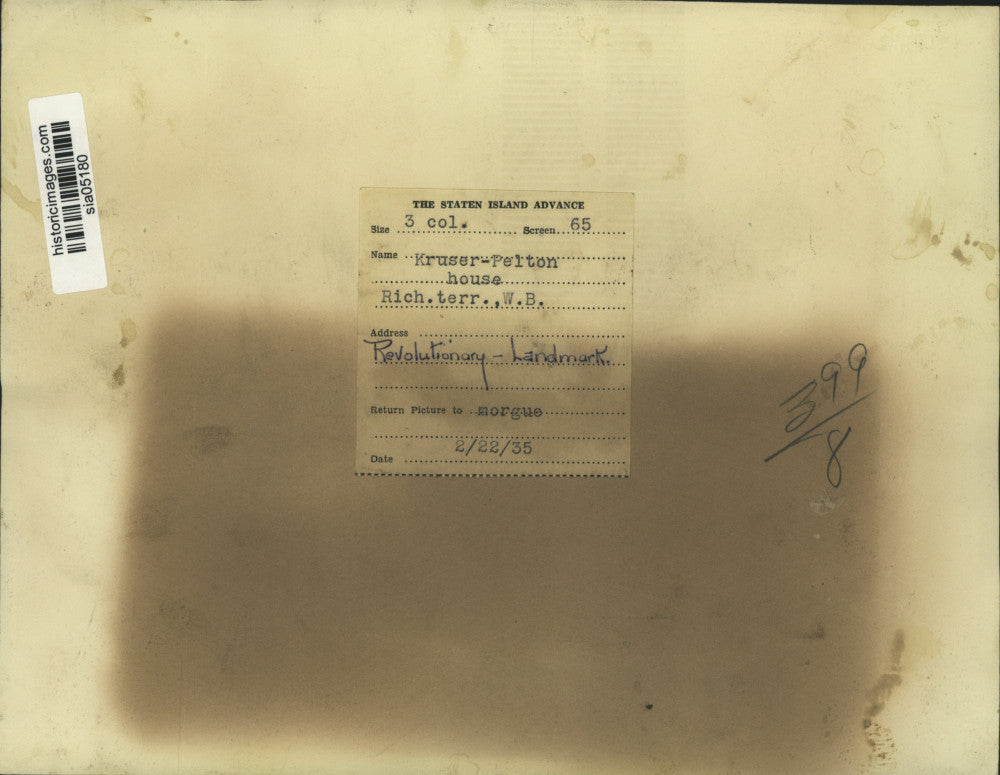 historicimages.com
sia05180
THE STATEN ISLAND ADVANCE
Size 3 col. Screen 65
Name Kruser-Pelton
house
Rich.terr.,W.B.
Address
Revolutionary - Landmark.
Return Picture to morgue
2/22/35
Date
399
8